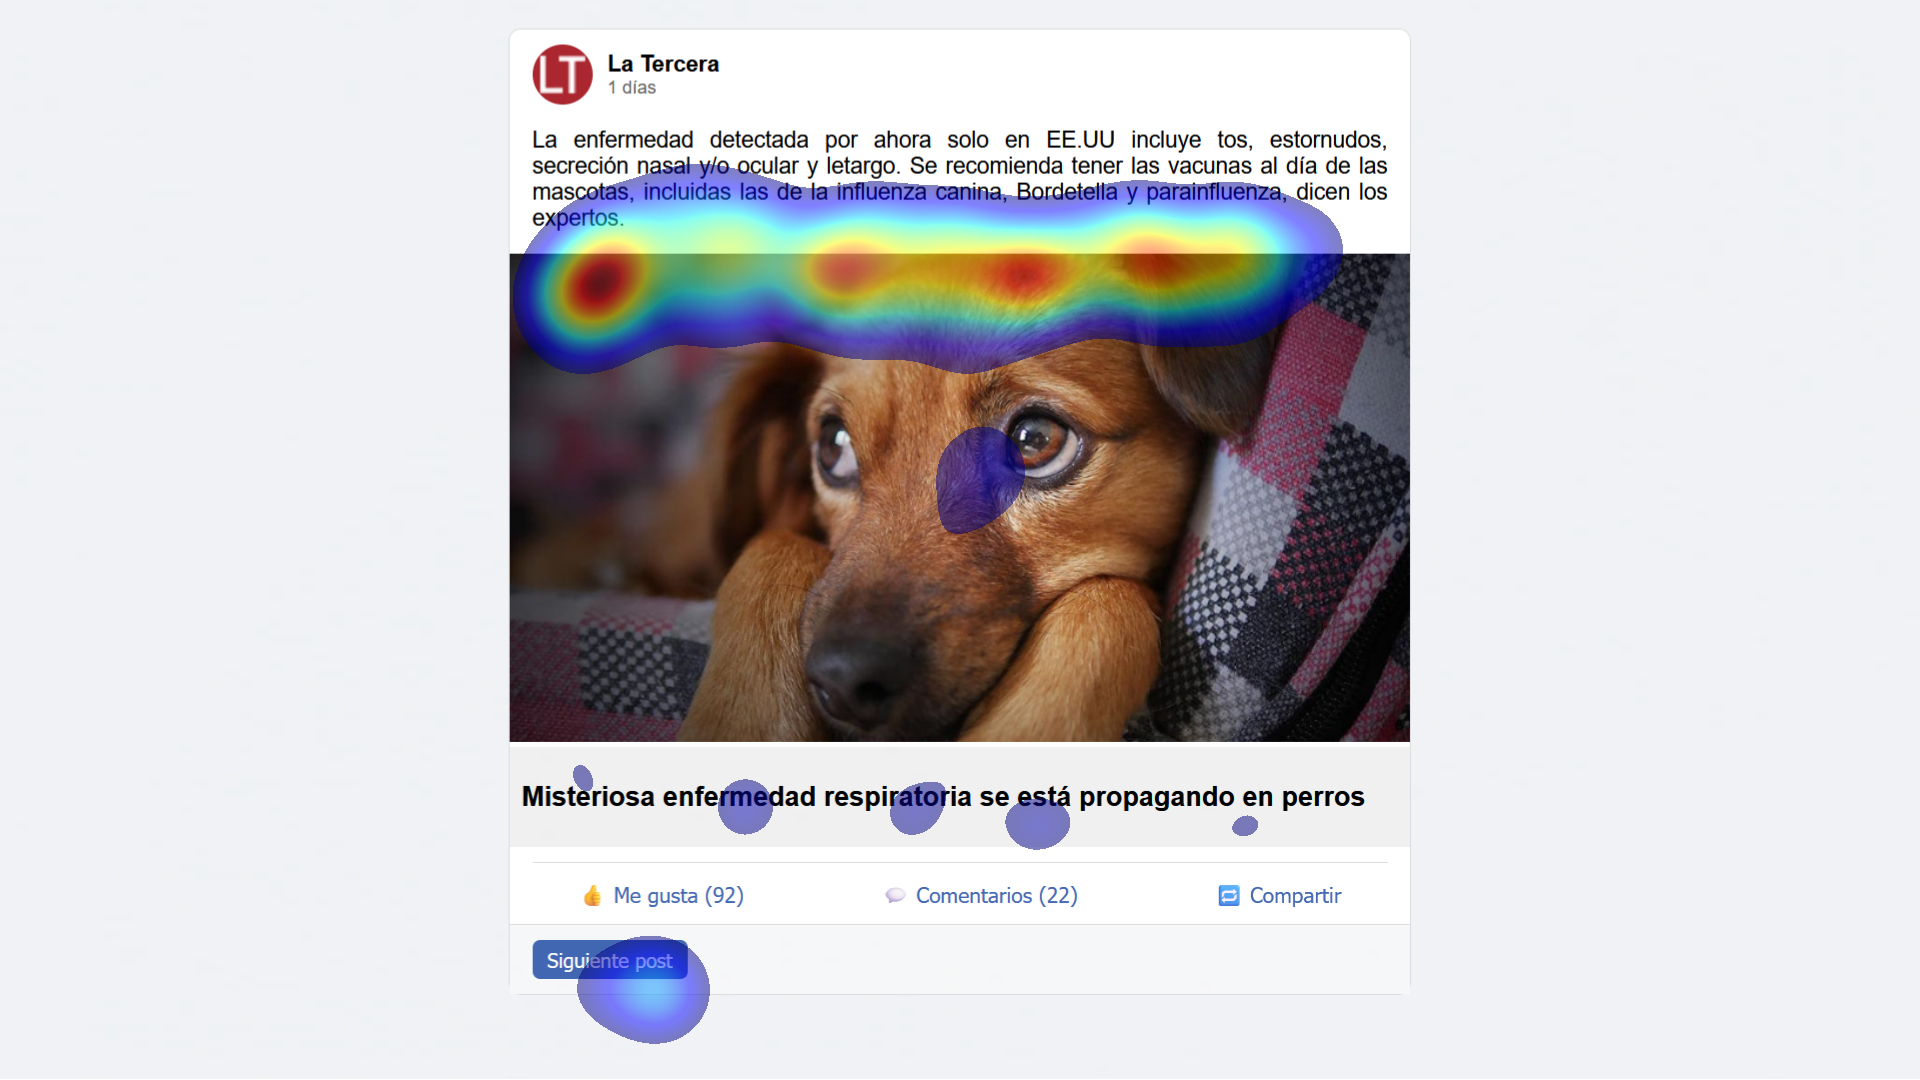 LT
La Tercera
1 días
La enfermedad detectada por ahora solo en EE.UU incluye tos, estornudos,
secreción nasal y/o ocular y letargo. Se recomienda tener las vacunas al día de las
mascotas, incluidas las de la influenza canina, Bordetella y parainfluenza, dicen los
expertos.
Misteriosa enfermedad respiratoria se está propagando en perros
Me gusta (92)
Comentarios (22)
Compartir
Siguiente post